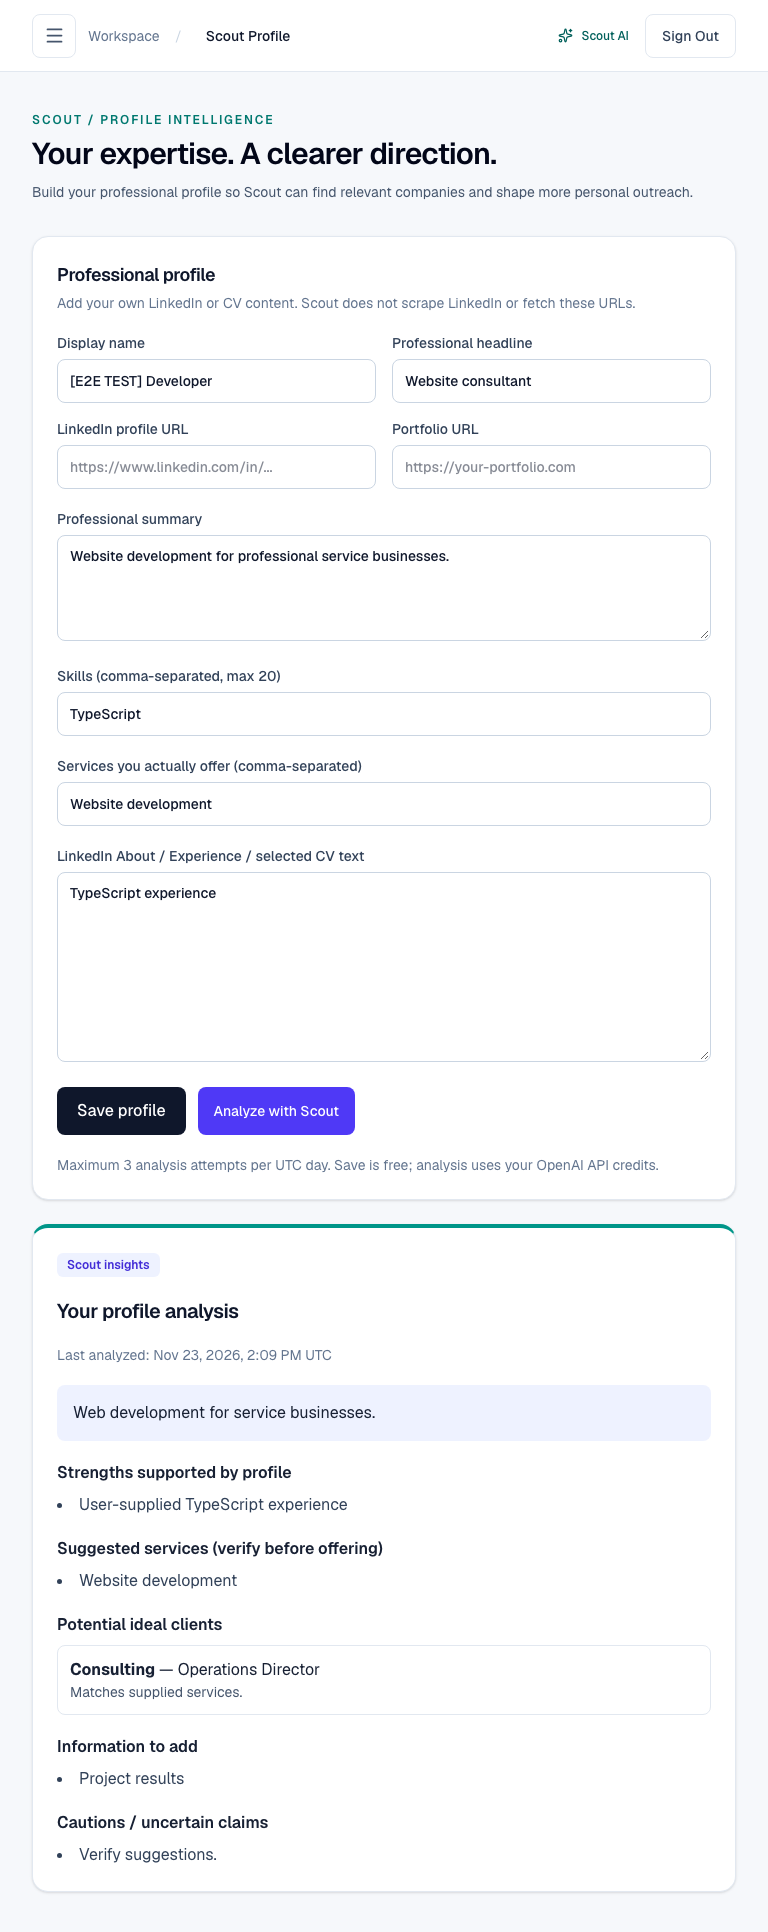 Workspace / Scout Profile
Scout AI
Sign Out
SCOUT / PROFILE INTELLIGENCE
Your expertise. A clearer direction.
Build your professional profile so Scout can find relevant companies and shape more personal outreach.
Professional profile
Add your own LinkedIn or CV content. Scout does not scrape LinkedIn or fetch these URLs.
Display name
[E2E TEST] Developer
Professional headline
Website consultant
LinkedIn profile URL
https://www.linkedin.com/in/...
Portfolio URL
https://your-portfolio.com
Professional summary
Website development for professional service businesses.
Skills (comma-separated, max 20)
TypeScript
Services you actually offer (comma-separated)
Website development
LinkedIn About / Experience / selected CV text
TypeScript experience
Save profile
Analyze with Scout
Maximum 3 analysis attempts per UTC day. Save is free; analysis uses your OpenAI API credits.
Scout insights
Your profile analysis
Last analyzed: Nov 23, 2026, 2:09 PM UTC
Web development for service businesses.
Strengths supported by profile
• User-supplied TypeScript experience
Suggested services (verify before offering)
• Website development
Potential ideal clients
Consulting — Operations Director
Matches supplied services.
Information to add
• Project results
Cautions / uncertain claims
• Verify suggestions.